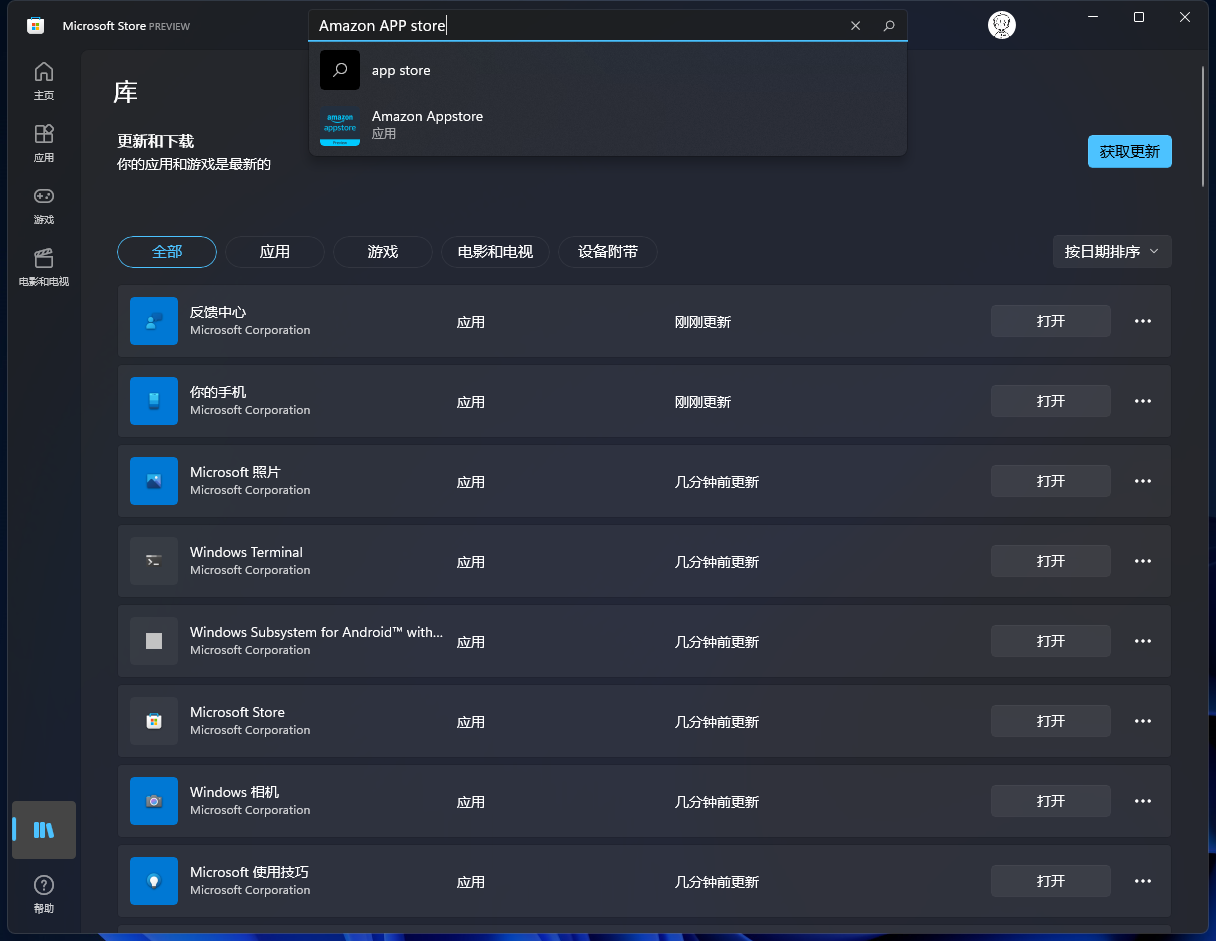 Microsoft Store PREVIEW
Amazon APP store
app store
amazon
appstore
Preview
Amazon Appstore
应用
主页
应用
游戏
电影和电视
帮助
库
更新和下载
你的应用和游戏是最新的
获取更新
全部 应用 游戏 电影和电视 设备附带
按日期排序
反馈中心
Microsoft Corporation
应用
刚刚更新
打开
你的手机
Microsoft Corporation
应用
刚刚更新
打开
Microsoft 照片
Microsoft Corporation
应用
几分钟前更新
打开
Windows Terminal
Microsoft Corporation
应用
几分钟前更新
打开
Windows Subsystem for Android™ with...
Microsoft Corporation
应用
几分钟前更新
打开
Microsoft Store
Microsoft Corporation
应用
几分钟前更新
打开
Windows 相机
Microsoft Corporation
应用
几分钟前更新
打开
Microsoft 使用技巧
Microsoft Corporation
应用
几分钟前更新
打开